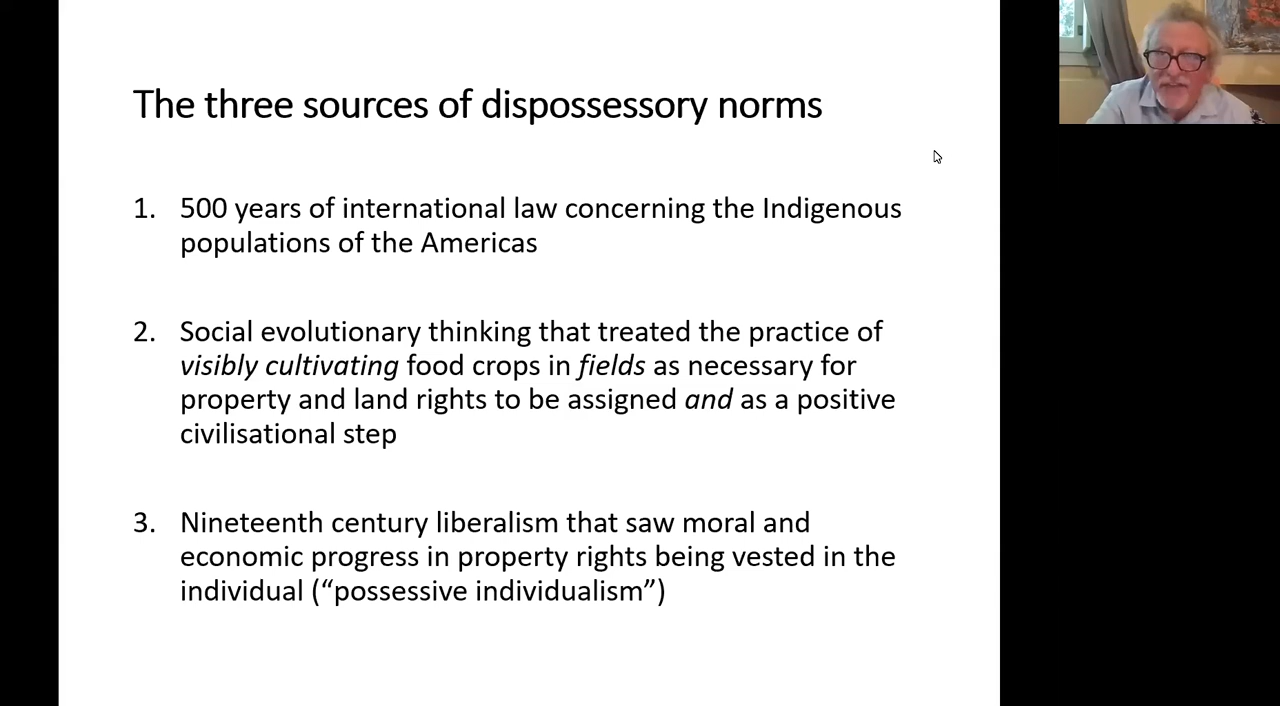 The three sources of dispossessory norms
1. 500 years of international law concerning the Indigenous
populations of the Americas
2. Social evolutionary thinking that treated the practice of
visibly cultivating food crops in fields as necessary for
property and land rights to be assigned and as a positive
civilisational step
3. Nineteenth century liberalism that saw moral and
economic progress in property rights being vested in the
individual (“possessive individualism”)